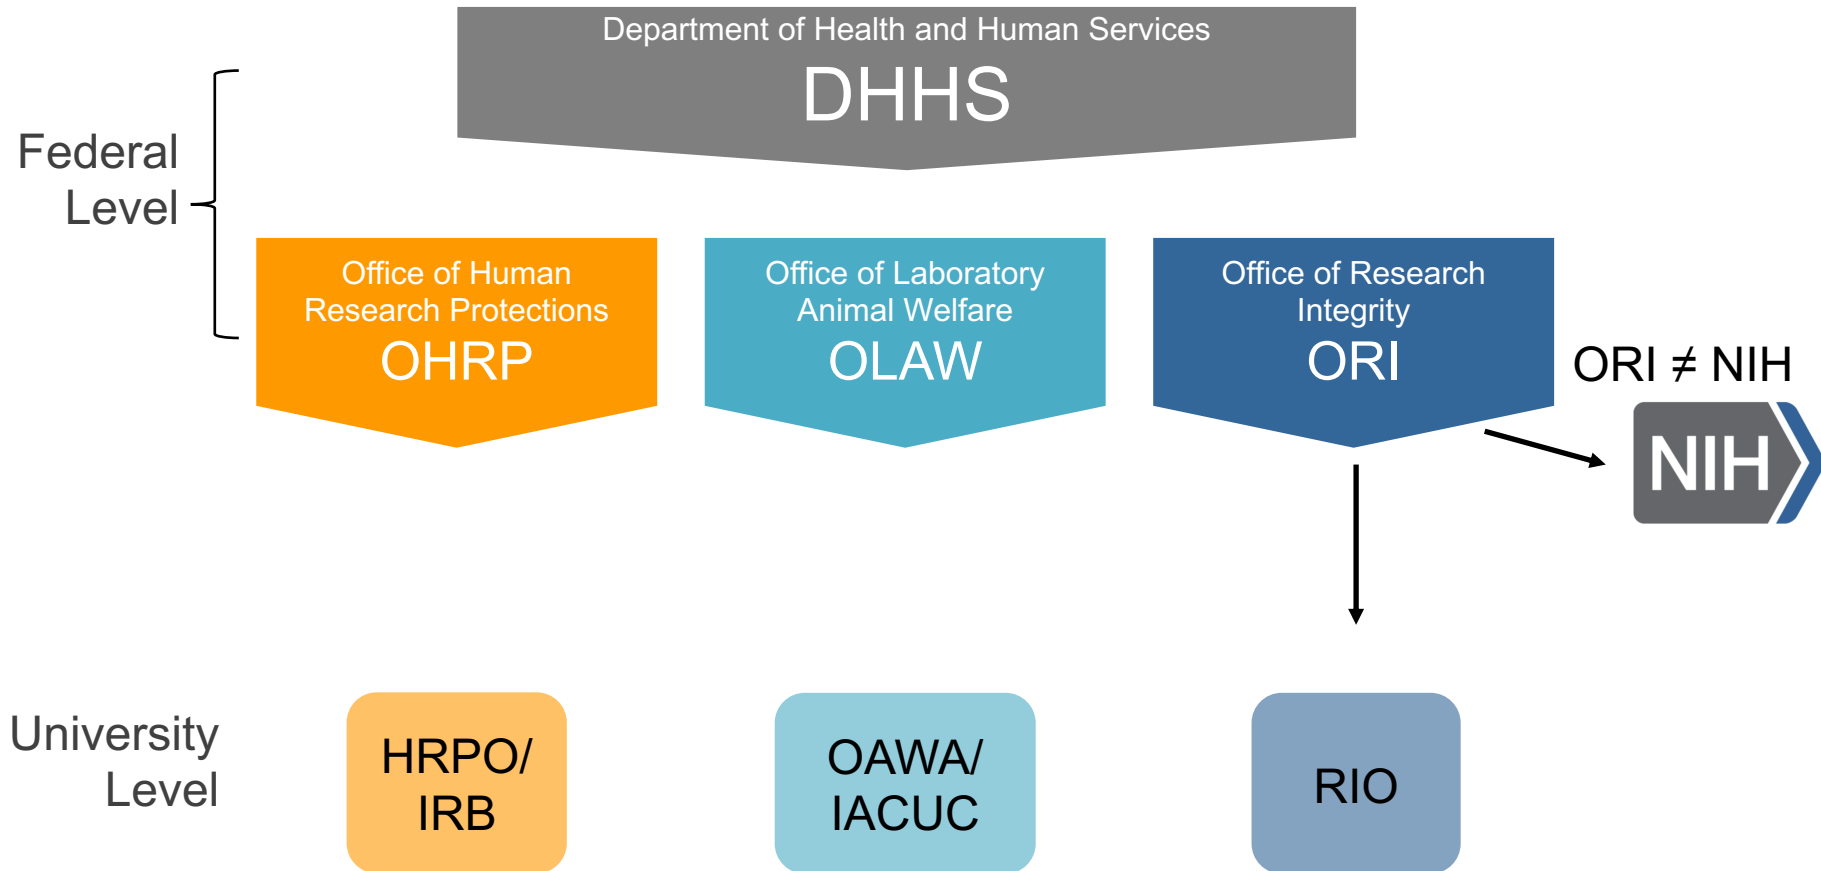 Department of Health and Human Services
DHHS
Federal
Level
Office of Human
Research Protections
OHRP
Office of Laboratory
Animal Welfare
OLAW
Office of Research
Integrity
ORI
ORI ≠ NIH
NIH
University
Level
HRPO/
IRB
OAWA/
IACUC
RIO